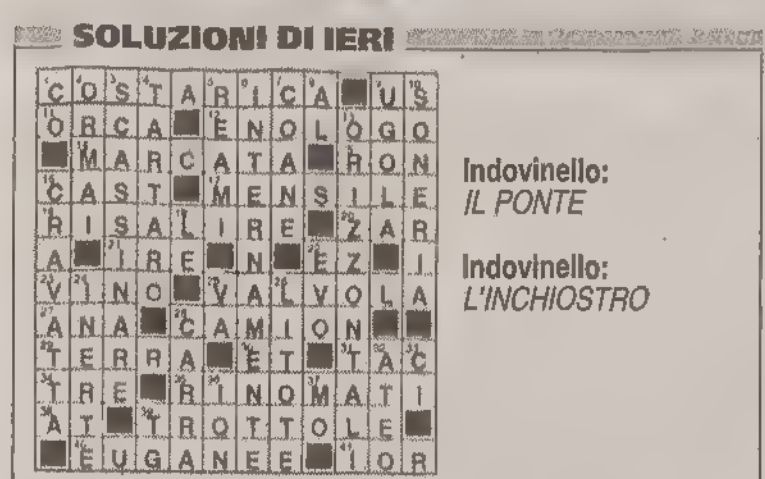 SOLUZIONI DI IERI
COSTARICA US
ORCA ENOLOGO
MARCATA RON
CAST MENSILE
RISALIRE ZAR
A IRE N EZ I
VINO VALVOLA
ANA CAMION
TERRA ET TAC
TRE RINOMATI
AT TROTTOLE
EUGANEE IOR
Indovinello:
IL PONTE
Indovinello:
L'INCHIOSTRO